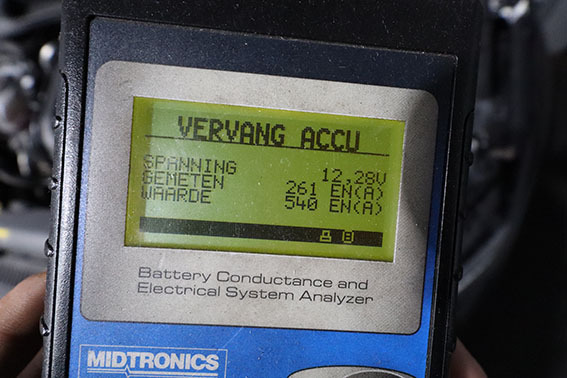 VERVANG ACCU
SPANNING 12,28V
GEMETEN 261 EN(A)
WAARDE 540 EN(A)
Battery Conductance and
Electrical System Analyzer
MIDTRONICS